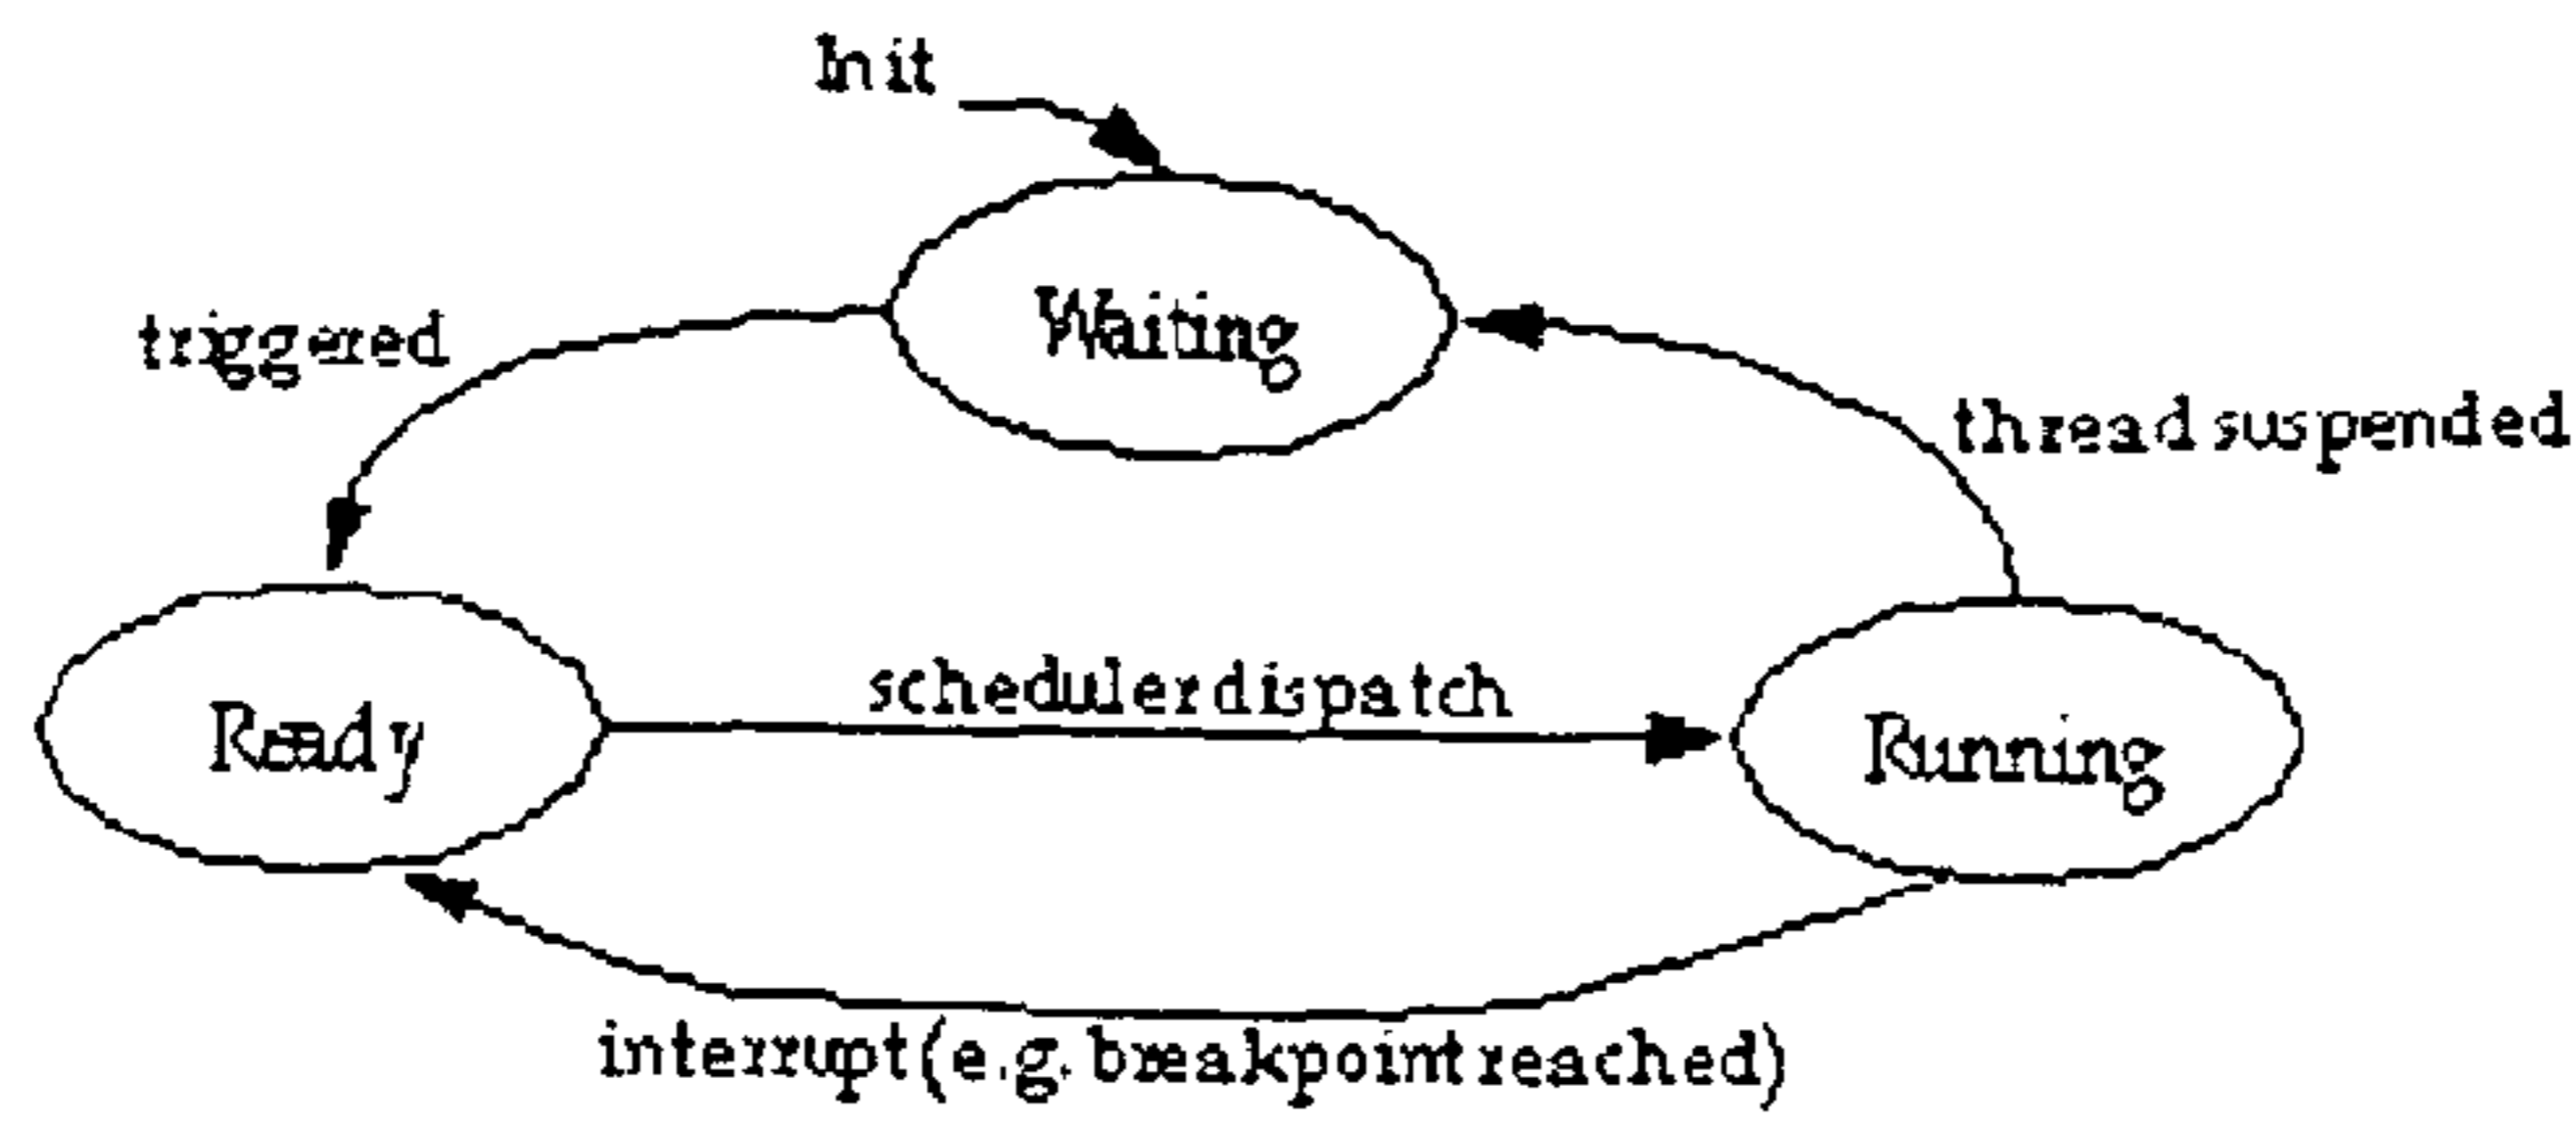 Init
Waiting
triggered
thread suspended
scheduler dispatch
Ready
Running
interrupt (e.g. breakpoint reached)